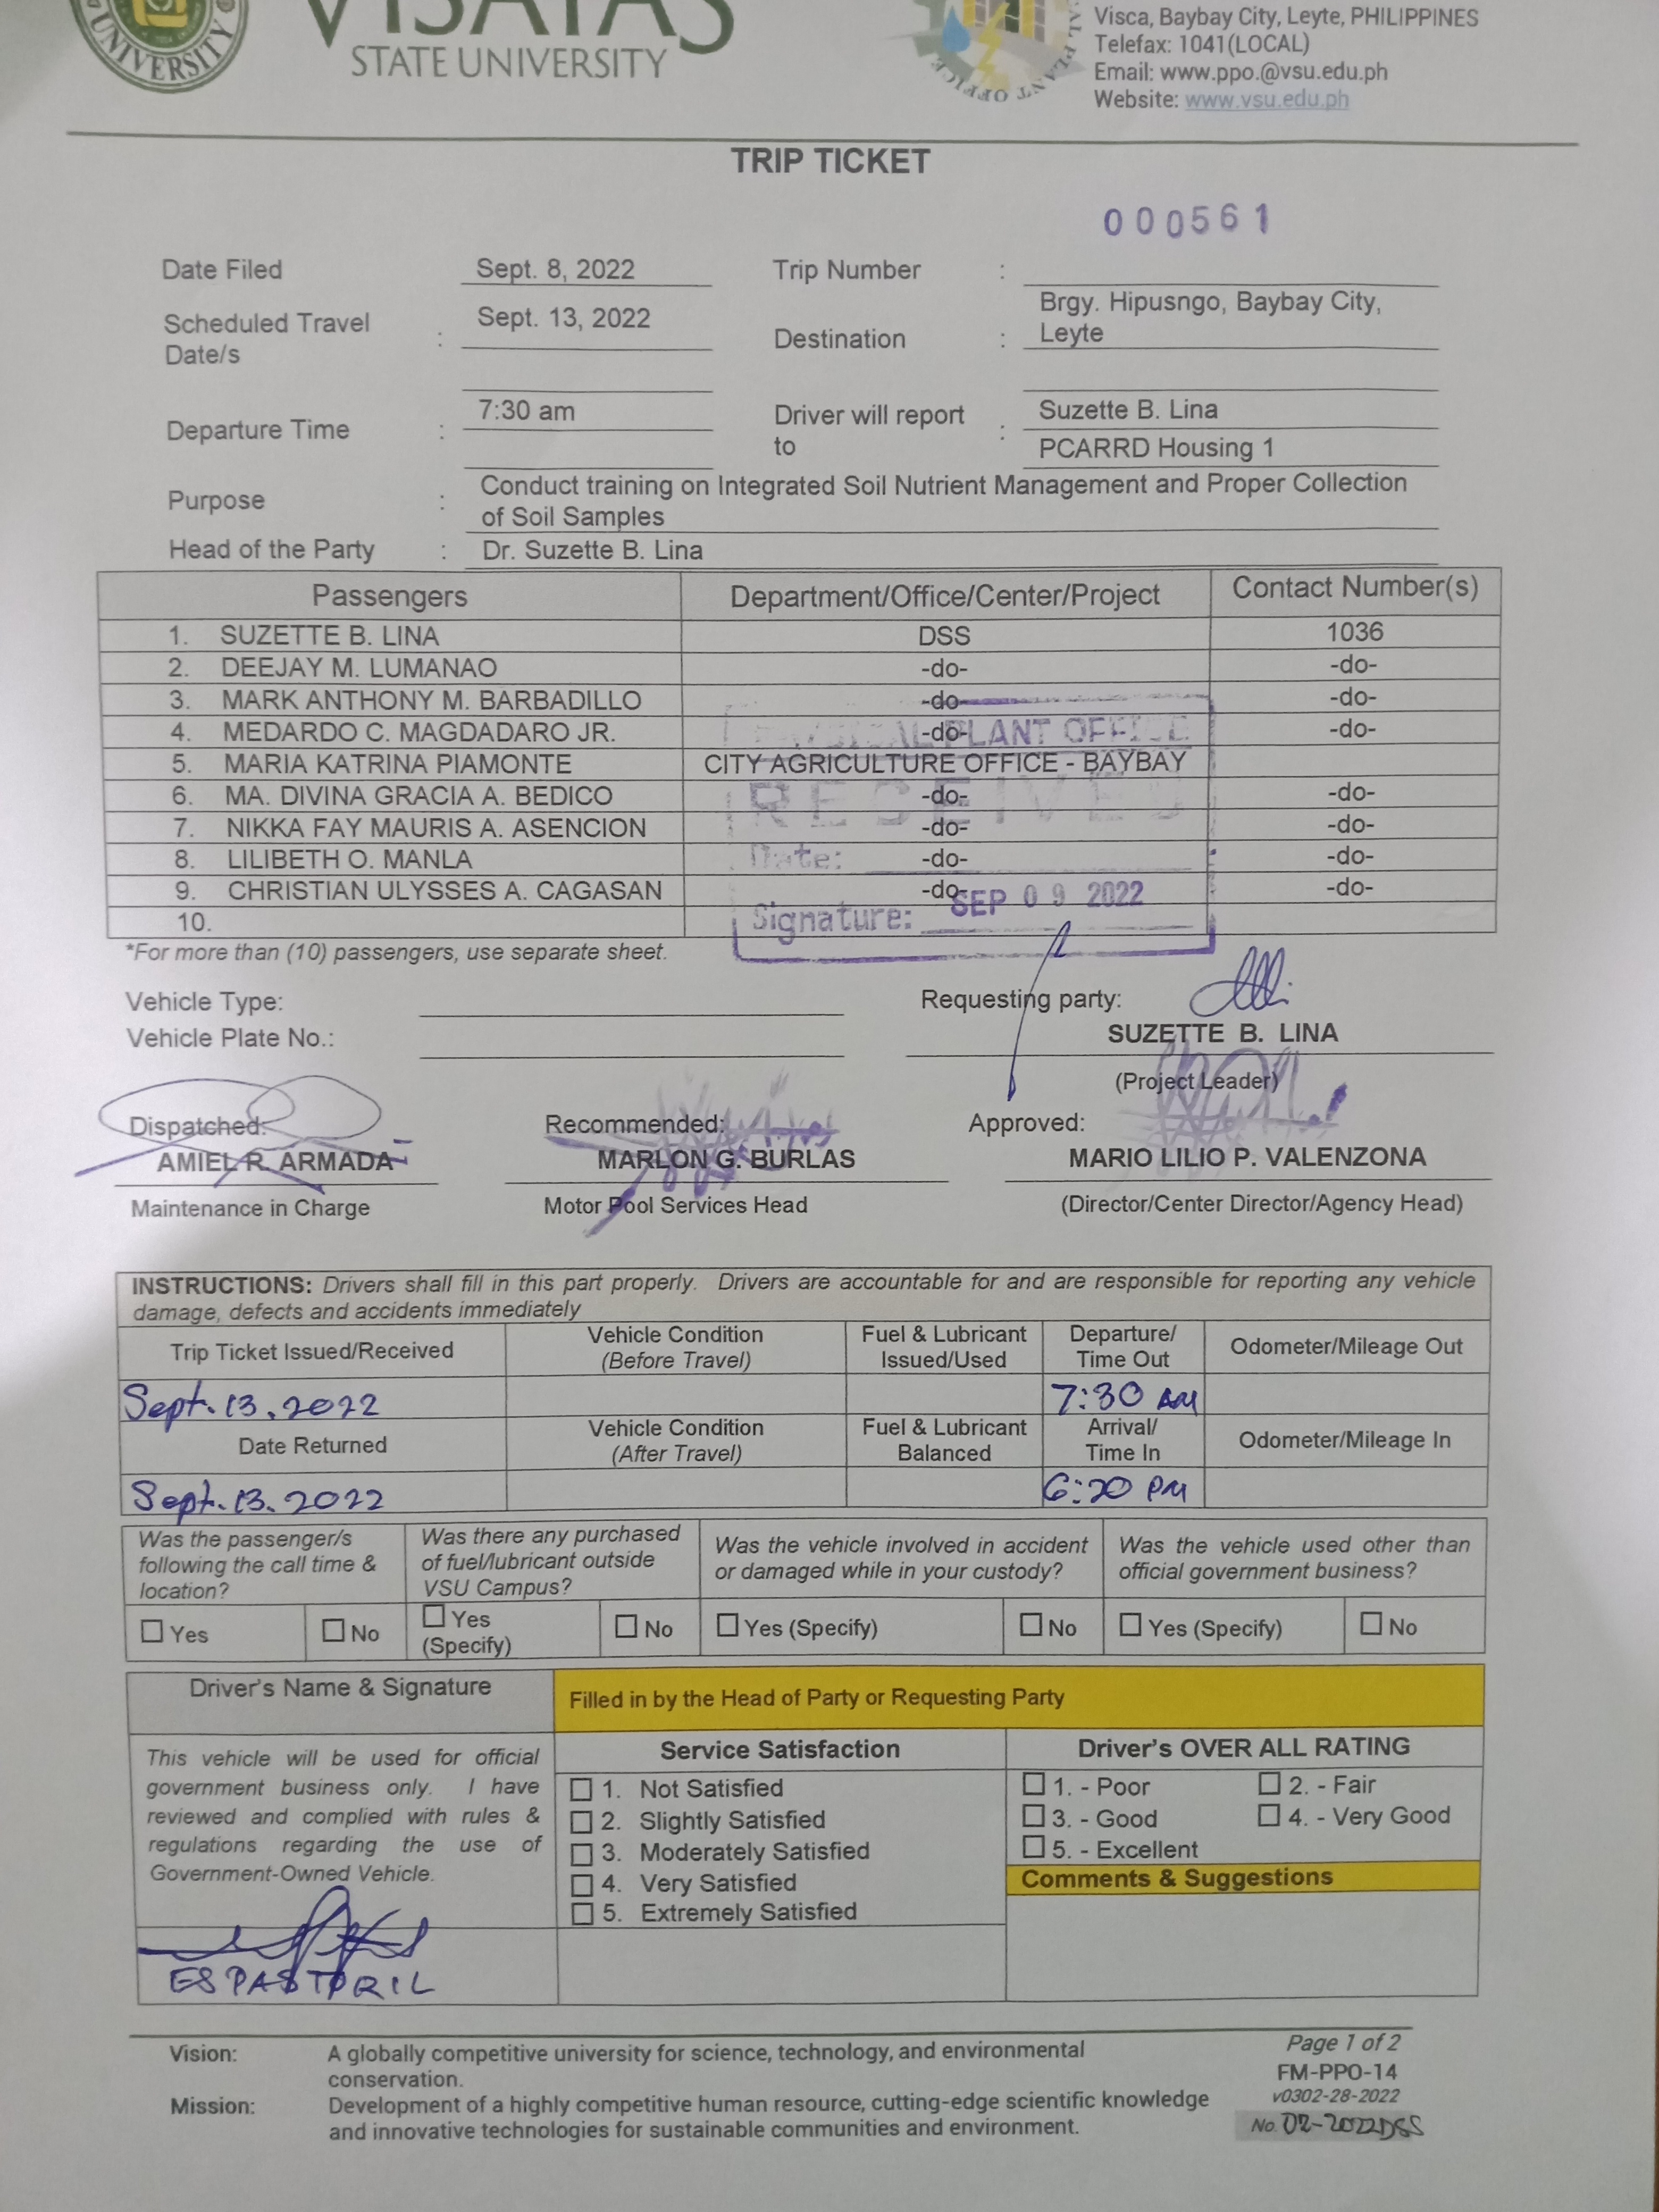 UNIVERSITY
VISAYAS
STATE UNIVERSITY
AL PLANT OFFICE
Visca, Baybay City, Leyte, PHILIPPINES
Telefax: 1041(LOCAL)
Email: www.ppo.@vsu.edu.ph
Website: www.vsu.edu.ph
TRIP TICKET
000561
Date Filed Sept. 8, 2022 Trip Number :
Scheduled Travel Date/s : Sept. 13, 2022 Destination : Brgy. Hipusngo, Baybay City, Leyte
Departure Time : 7:30 am Driver will report to : Suzette B. Lina
PCARRD Housing 1
Purpose : Conduct training on Integrated Soil Nutrient Management and Proper Collection
of Soil Samples
Head of the Party : Dr. Suzette B. Lina
Passengers Department/Office/Center/Project Contact Number(s)
1. SUZETTE B. LINA DSS 1036
2. DEEJAY M. LUMANAO -do- -do-
3. MARK ANTHONY M. BARBADILLO -do- -do-
4. MEDARDO C. MAGDADARO JR. -do- -do-
5. MARIA KATRINA PIAMONTE CITY AGRICULTURE OFFICE - BAYBAY
6. MA. DIVINA GRACIA A. BEDICO -do- -do-
7. NIKKA FAY MAURIS A. ASENCION -do- -do-
8. LILIBETH O. MANLA -do- -do-
9. CHRISTIAN ULYSSES A. CAGASAN -do- -do-
10.
PHYSICAL PLANT OFFICE
RECEIVED
Date:
SEP 09 2022
Signature:
*For more than (10) passengers, use separate sheet.
Vehicle Type: Requesting party:
Vehicle Plate No.: SUZETTE B. LINA
(Project Leader)
Dispatched: Recommended: Approved:
AMIEL R. ARMADA MARLON G. BURLAS MARIO LILIO P. VALENZONA
Maintenance in Charge Motor Pool Services Head (Director/Center Director/Agency Head)
INSTRUCTIONS: Drivers shall fill in this part properly. Drivers are accountable for and are responsible for reporting any vehicle
damage, defects and accidents immediately
Trip Ticket Issued/Received Vehicle Condition (Before Travel) Fuel & Lubricant Issued/Used Departure/ Time Out Odometer/Mileage Out
Sept. 13, 2022 7:30 AM
Date Returned Vehicle Condition (After Travel) Fuel & Lubricant Balanced Arrival/ Time In Odometer/Mileage In
Sept. 13. 2022 6:20 PM
Was the passenger/s following the call time & location? Was there any purchased of fuel/lubricant outside VSU Campus? Was the vehicle involved in accident or damaged while in your custody? Was the vehicle used other than official government business?
Yes No Yes (Specify) No Yes (Specify) No Yes (Specify) No
Driver's Name & Signature Filled in by the Head of Party or Requesting Party
This vehicle will be used for official
government business only. I have
reviewed and complied with rules &
regulations regarding the use of
Government-Owned Vehicle.
ESPASTORIL
Service Satisfaction
1. Not Satisfied
2. Slightly Satisfied
3. Moderately Satisfied
4. Very Satisfied
5. Extremely Satisfied
Driver's OVER ALL RATING
1. - Poor 2. - Fair
3. - Good 4. - Very Good
5. - Excellent
Comments & Suggestions
Vision: A globally competitive university for science, technology, and environmental
conservation.
Mission: Development of a highly competitive human resource, cutting-edge scientific knowledge
and innovative technologies for sustainable communities and environment.
Page 1 of 2
FM-PPO-14
v0302-28-2022
No. 02-2022DSS